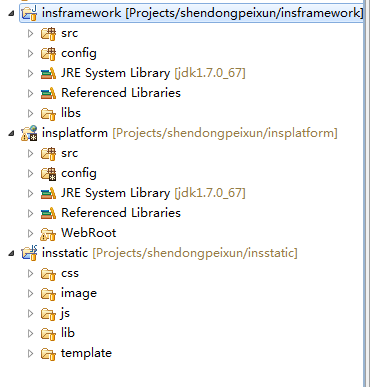 insframework [Projects/shendongpeixun/insframework]
src
config
JRE System Library [jdk1.7.0_67]
Referenced Libraries
libs
insplatform [Projects/shendongpeixun/insplatform]
src
config
JRE System Library [jdk1.7.0_67]
Referenced Libraries
WebRoot
insstatic [Projects/shendongpeixun/insstatic]
css
image
js
lib
template